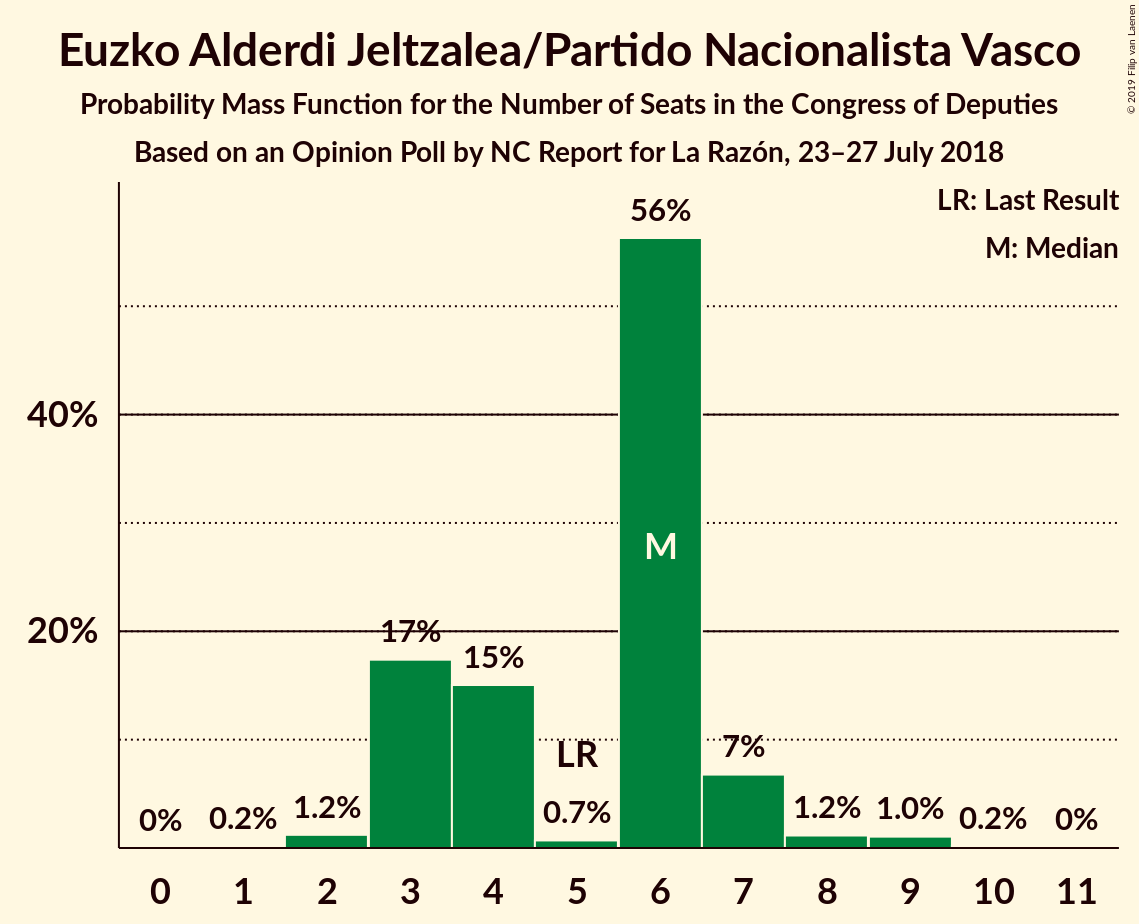 Euzko Alderdi Jeltzalea/Partido Nacionalista Vasco
Probability Mass Function for the Number of Seats in the Congress of Deputies
Based on an Opinion Poll by NC Report for La Razón, 23–27 July 2018
© 2019 Filip van Laenen
LR: Last Result
M: Median
56%
40%
M
20%
17%
15%
LR
7%
0%
0.2%
1.2%
0.7%
1.2%
1.0%
0.2%
0%
0 1 2 3 4 5 6 7 8 9 10 11